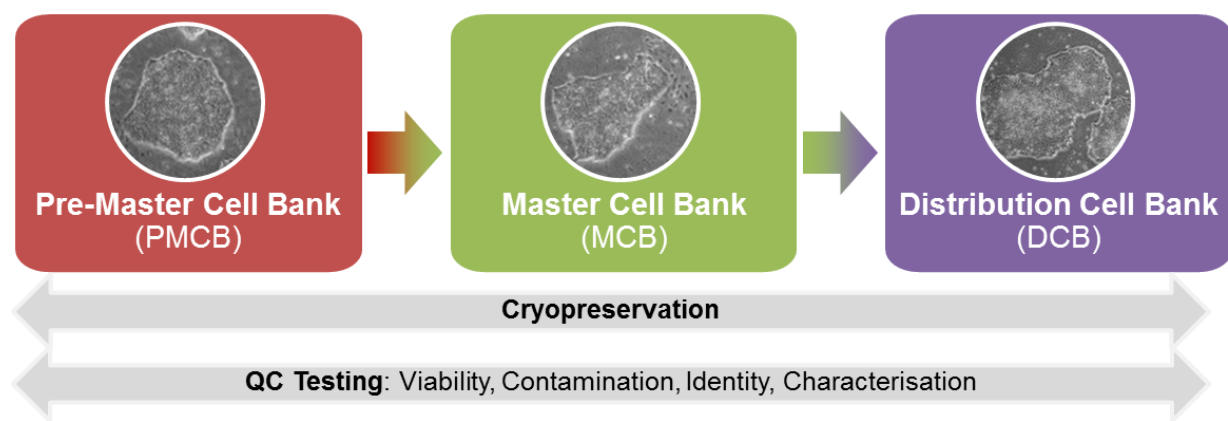 Pre-Master Cell Bank
(PMCB)
Master Cell Bank
(MCB)
Distribution Cell Bank
(DCB)
Cryopreservation
QC Testing: Viability, Contamination, Identity, Characterisation